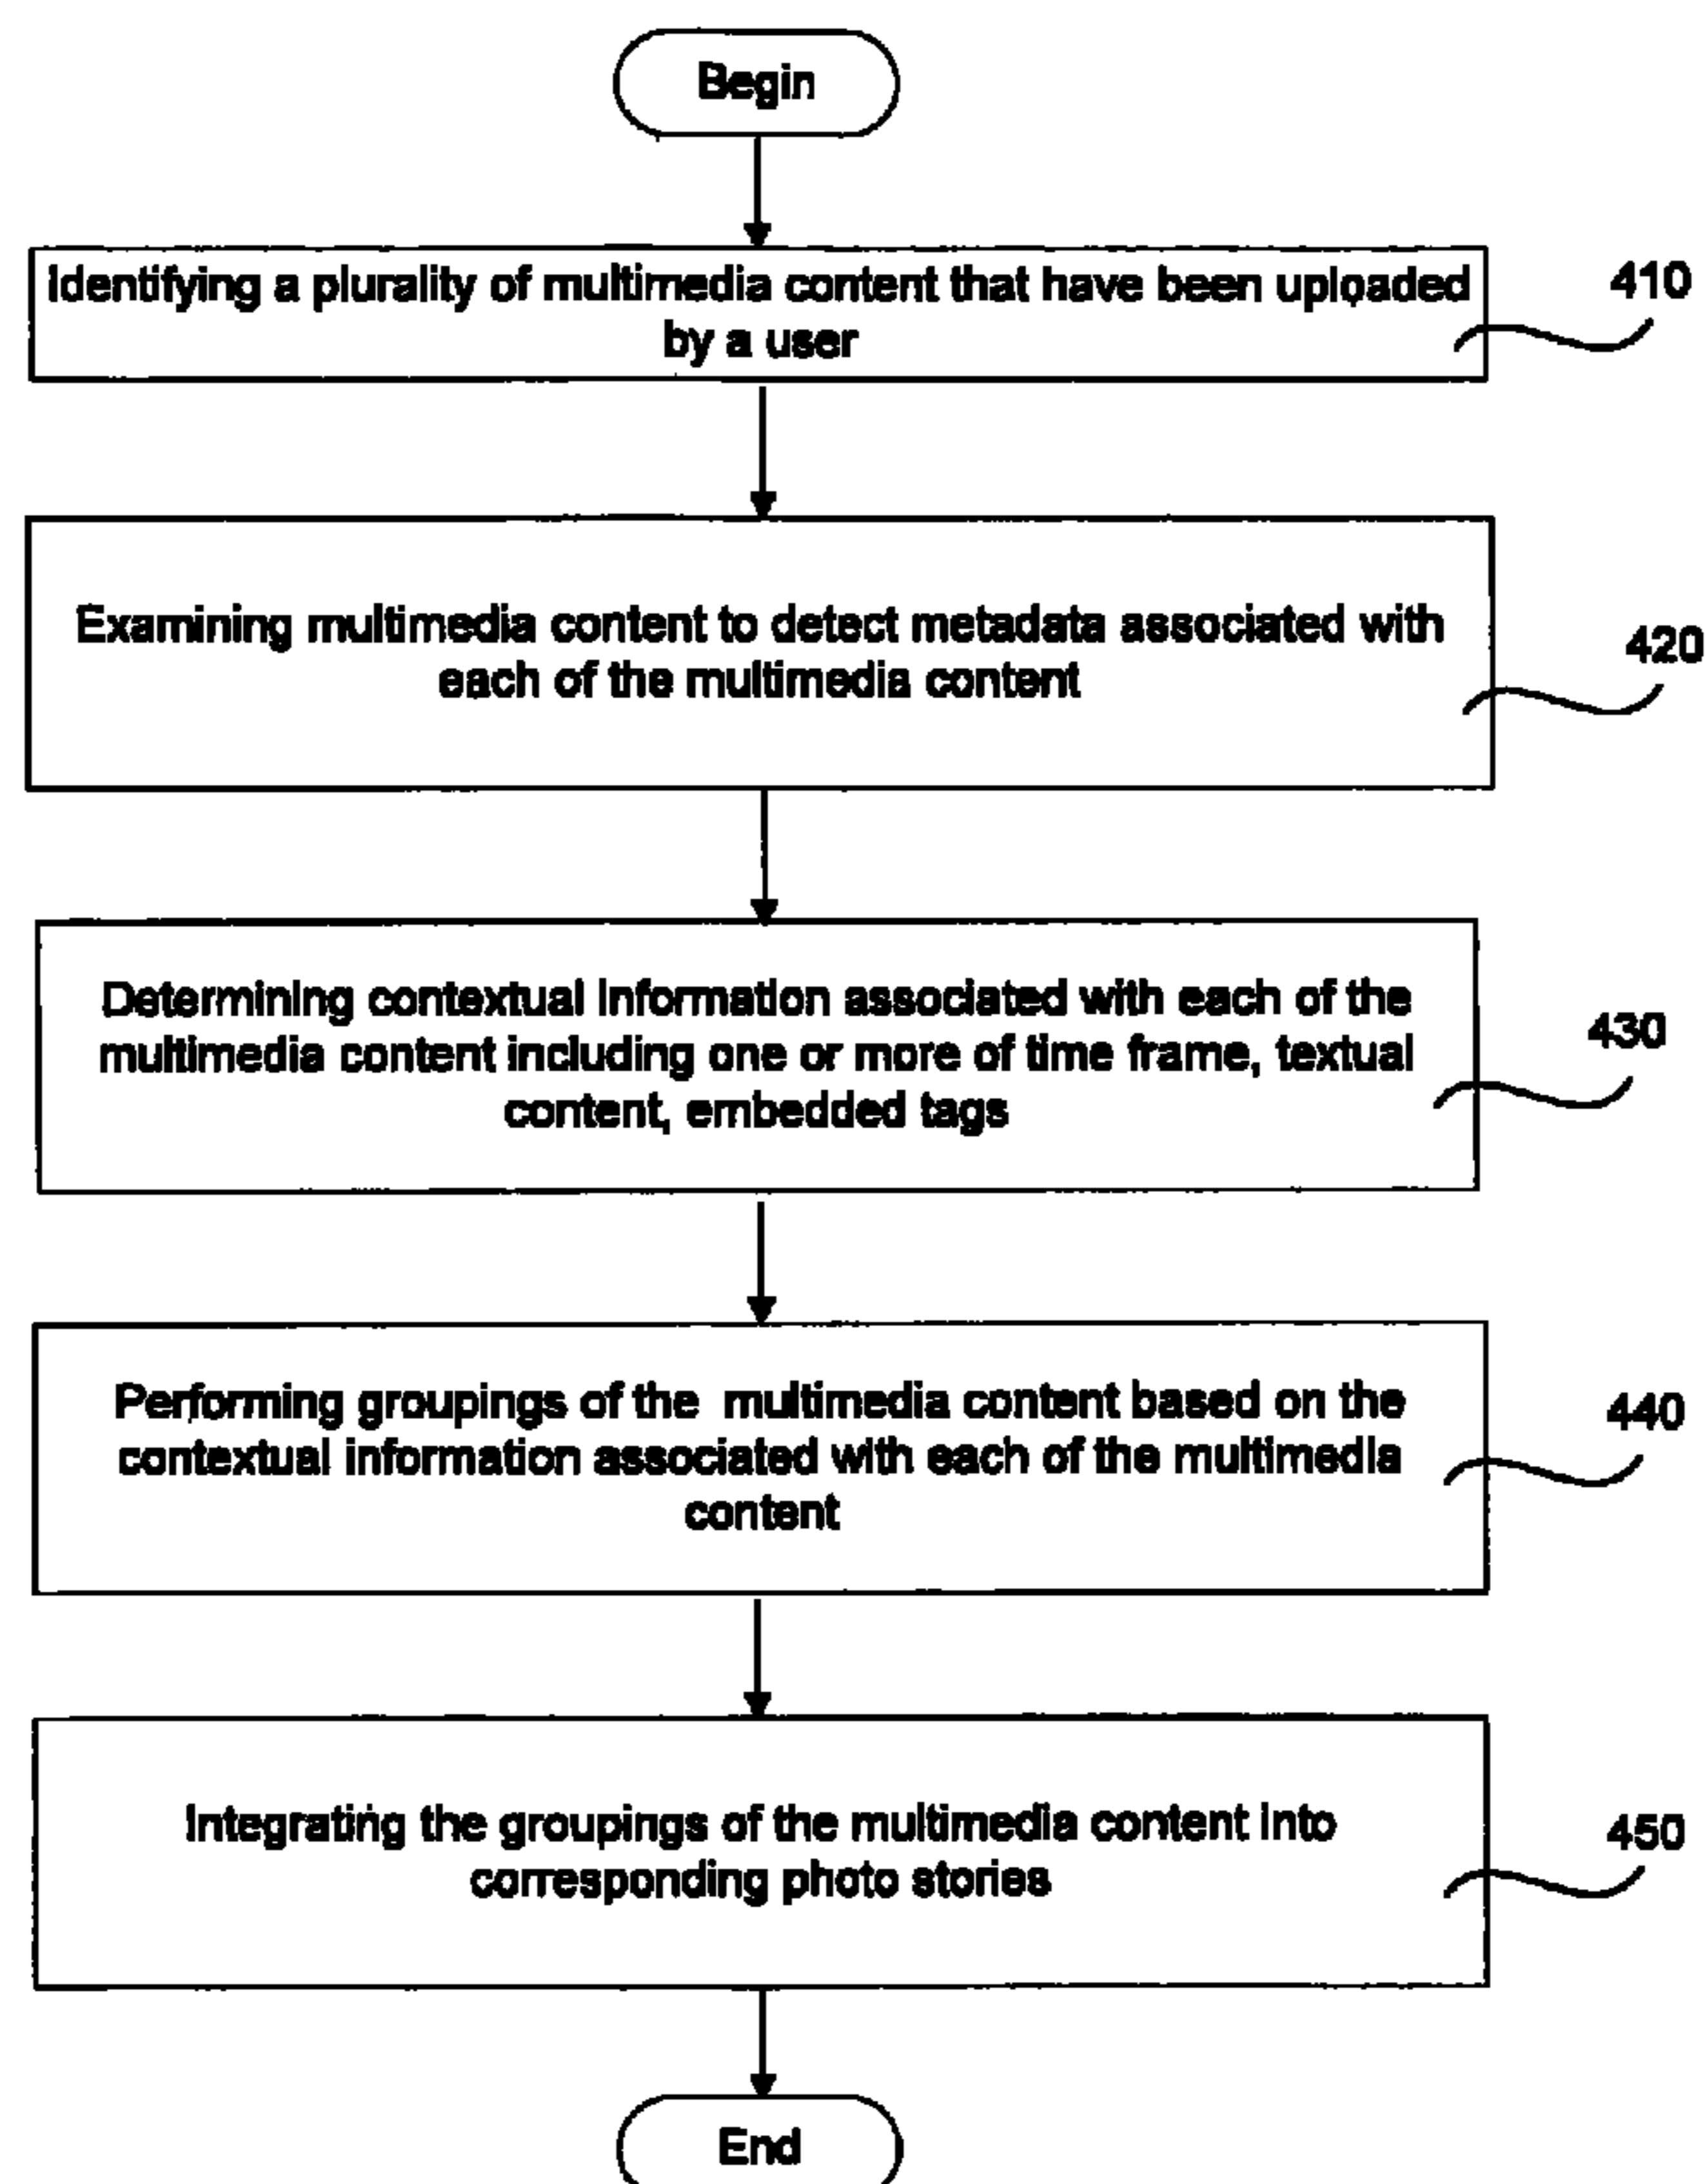 Begin
Identifying a plurality of multimedia content that have been uploaded
by a user
410
Examining multimedia content to detect metadata associated with
each of the multimedia content
420
Determining contextual information associated with each of the
multimedia content including one or more of time frame, textual
content, embedded tags
430
Performing groupings of the multimedia content based on the
contextual information associated with each of the multimedia
content
440
Integrating the groupings of the multimedia content into
corresponding photo stories
450
End